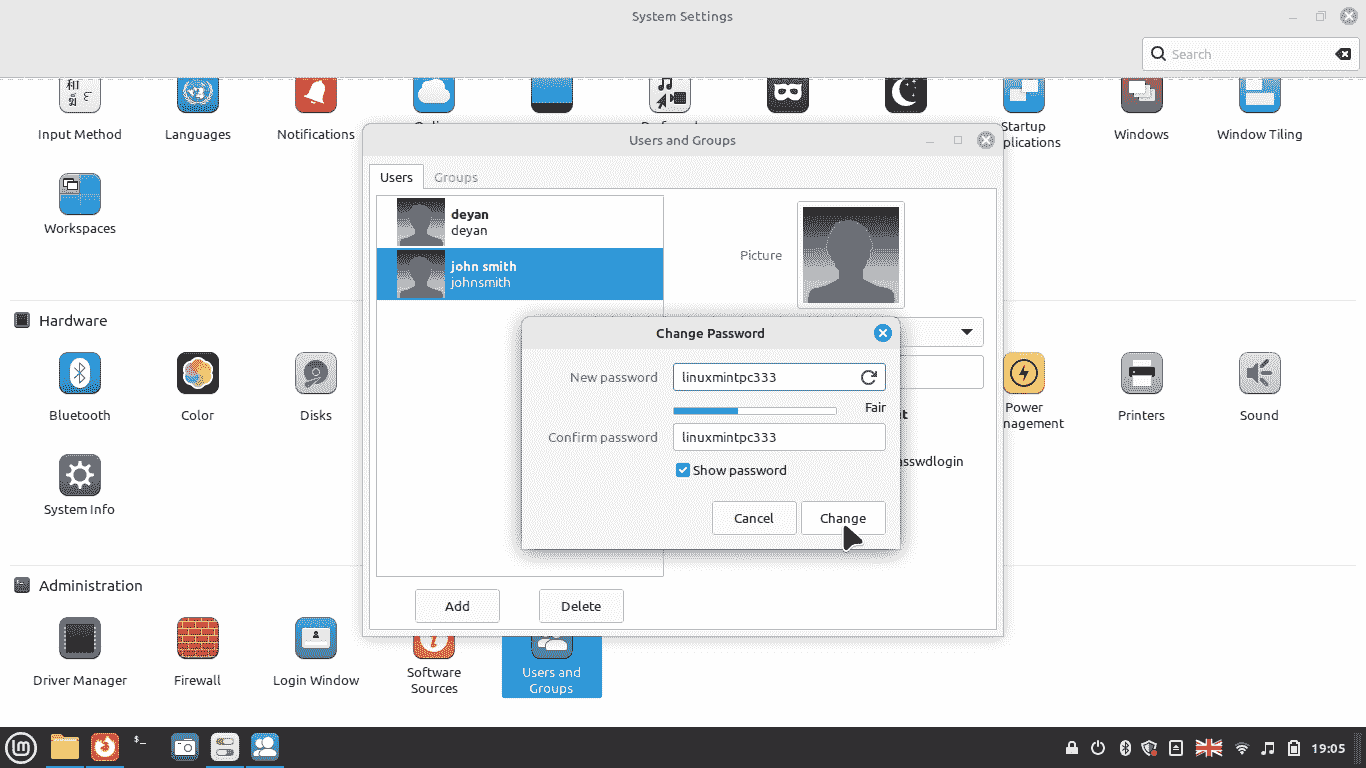 System Settings
Search
Input Method
Languages
Notifications
Startup
Windows
Window Tiling
Workspaces
Users and Groups
Users
Groups
deyan
deyan
john smith
johnsmith
Picture
Change Password
New password
linuxmintpc333
Fair
Confirm password
linuxmintpc333
Show password
Cancel
Change
asswdlogin
Add
Delete
Hardware
Bluetooth
Color
Disks
Power
nagement
Printers
Sound
System Info
Administration
Driver Manager
Firewall
Login Window
Software
Sources
Users and
Groups
$_
lm
19:05